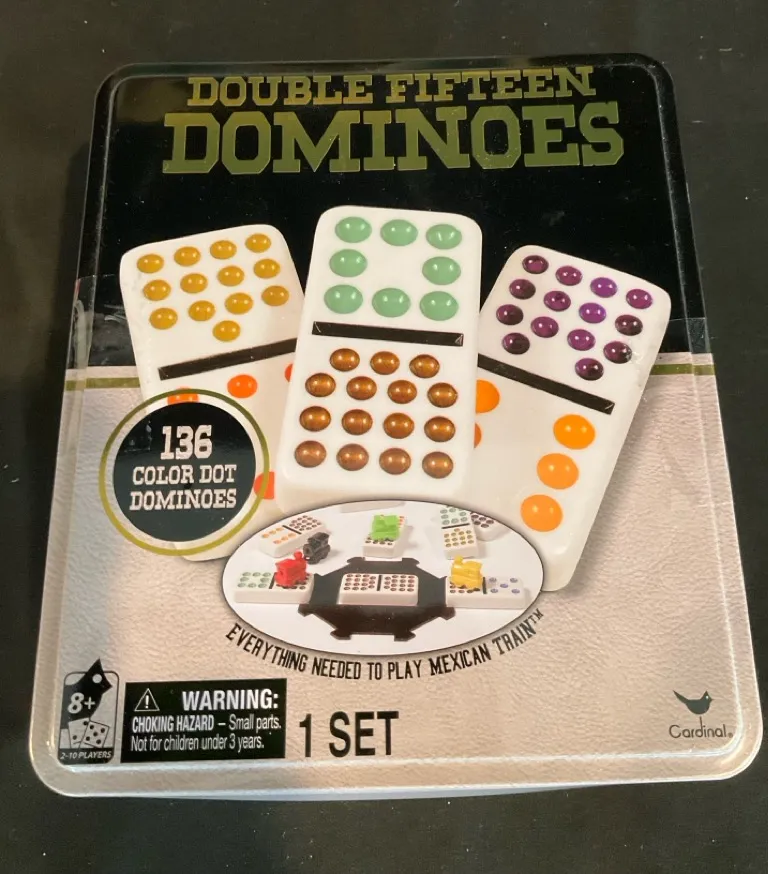 DOUBLE FIFTEEN
DOMINOES
136
COLOR DOT
DOMINOES
EVERYTHING NEEDED TO PLAY MEXICAN TRAIN™
8+
2-10 PLAYERS
WARNING:
CHOKING HAZARD – Small parts.
Not for children under 3 years.
1 SET
Cardinal®